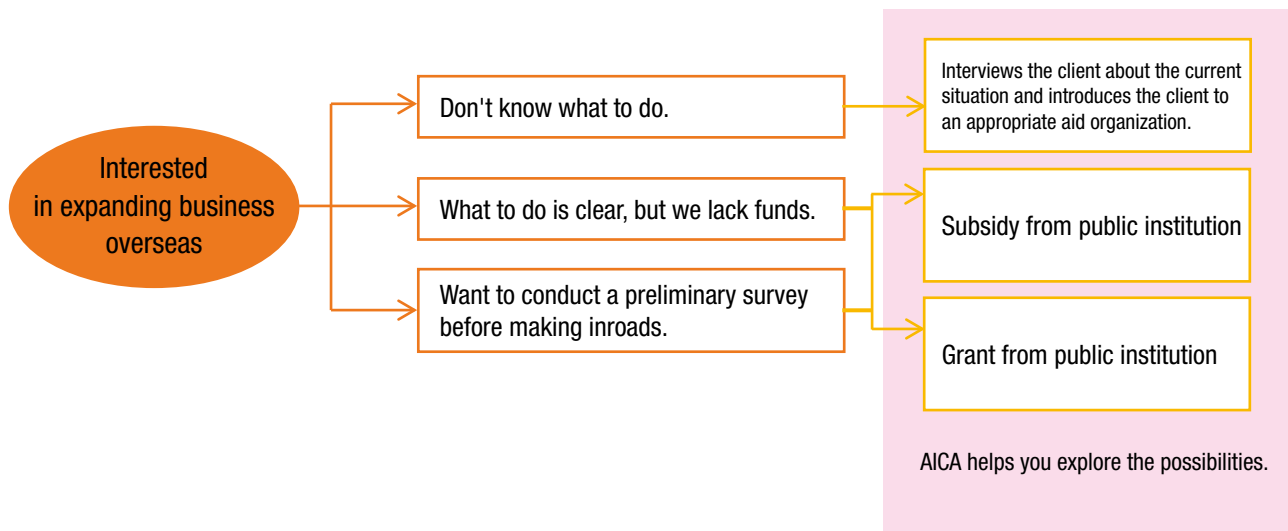 Interested
in expanding business
overseas
Don't know what to do.
What to do is clear, but we lack funds.
Want to conduct a preliminary survey
before making inroads.
Interviews the client about the current
situation and introduces the client to
an appropriate aid organization.
Subsidy from public institution
Grant from public institution
AICA helps you explore the possibilities.